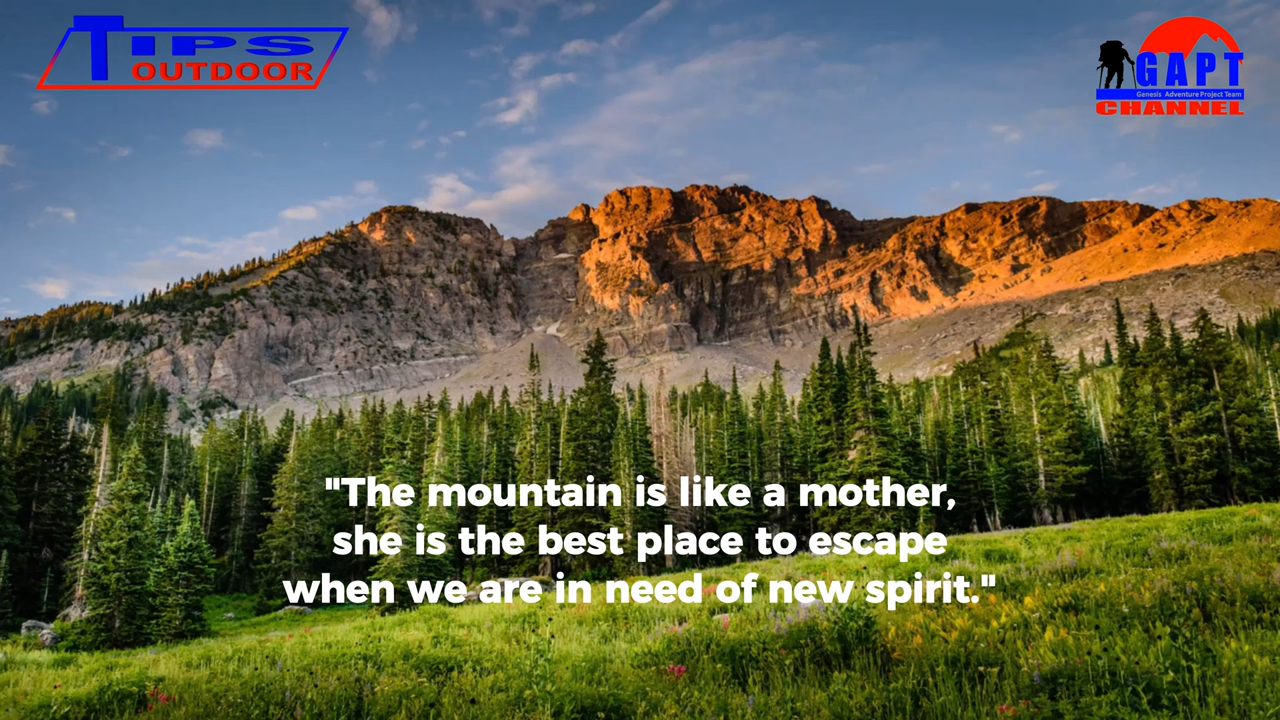 TIPS
OUTDOOR
GAPT
Genesis Adventure Project Team
CHANNEL
"The mountain is like a mother,
she is the best place to escape
when we are in need of new spirit."